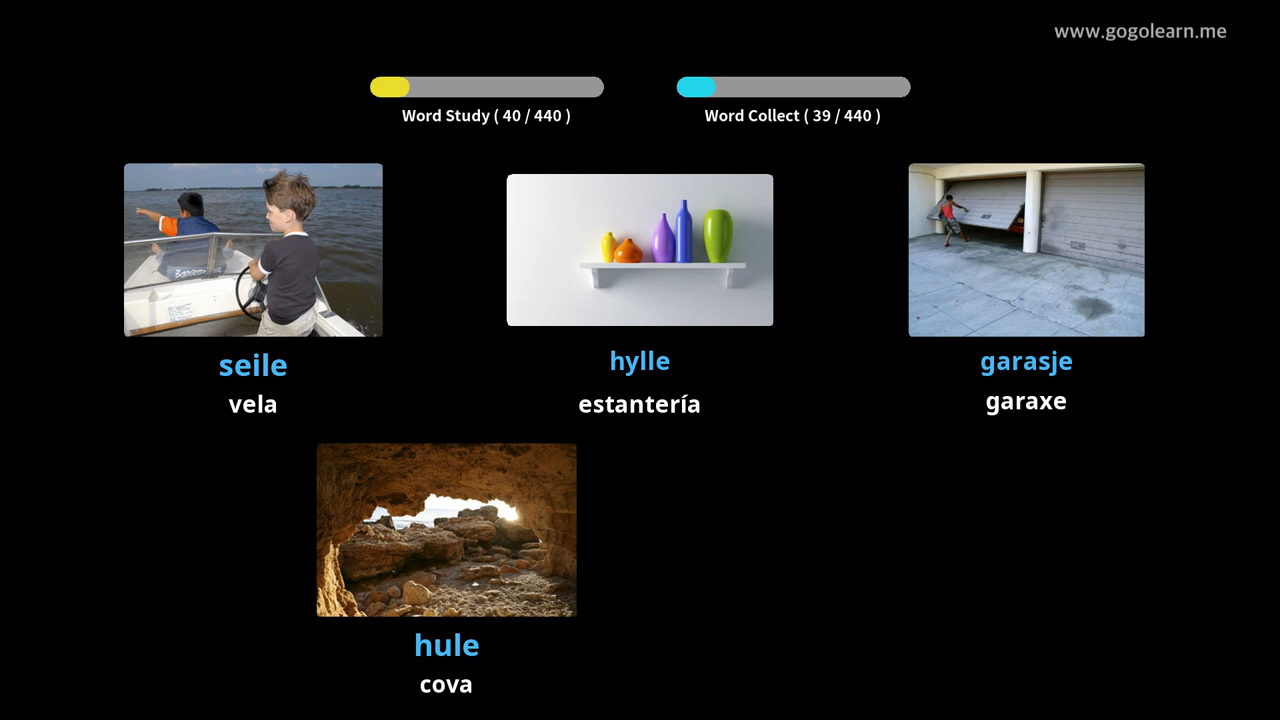 www.gogolearn.me
Word Study ( 40 / 440 )
Word Collect ( 39 / 440 )
seile
vela
hylle
estantería
garasje
garaxe
hule
cova